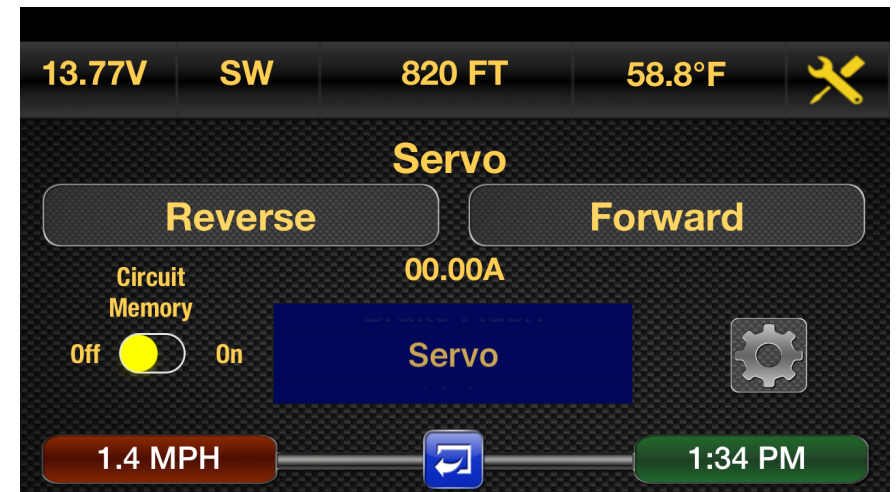 13.77V SW 820 FT 58.8°F
Servo
Reverse Forward
00.00A
Circuit
Memory
Off On
Servo
1.4 MPH 1:34 PM